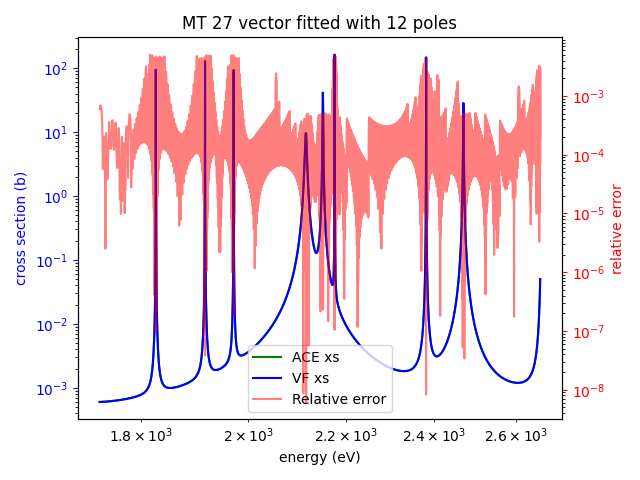 MT 27 vector fitted with 12 poles
cross section (b)
10²
10¹
10⁰
10⁻¹
10⁻²
10⁻³
10⁻³
10⁻⁴
10⁻⁵
10⁻⁶
10⁻⁷
10⁻⁸
relative error
ACE xs
VF xs
Relative error
1.8 × 10³ 2 × 10³ 2.2 × 10³ 2.4 × 10³ 2.6 × 10³
energy (eV)